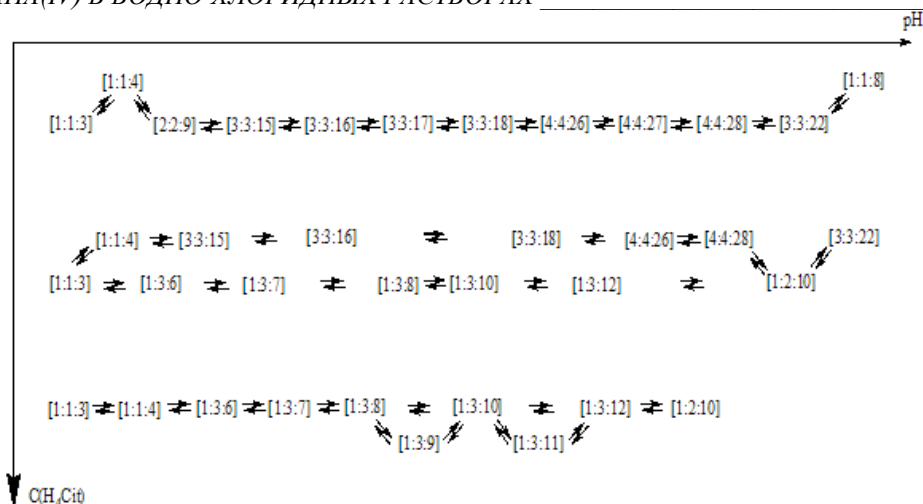 (IV) В ВОДНО-ХЛОРИДНЫХ РАСТВОРАХ
pH
[1:1:4] [1:1:8]
[1:1:3] [2:2:9] ⇄ [3:3:15] ⇄ [3:3:16] ⇄ [3:3:17] ⇄ [3:3:18] ⇄ [4:4:26] ⇄ [4:4:27] ⇄ [4:4:28] ⇄ [3:3:22]
[1:1:4] ⇄ [3:3:15] ⇄ [3:3:16] ⇄ [3:3:18] ⇄ [4:4:26] ⇄ [4:4:28] [3:3:22]
[1:1:3] ⇄ [1:3:6] ⇄ [1:3:7] ⇄ [1:3:8] ⇄ [1:3:10] ⇄ [1:3:12] ⇄ [1:2:10]
[1:1:3] ⇄ [1:1:4] ⇄ [1:3:6] ⇄ [1:3:7] ⇄ [1:3:8] ⇄ [1:3:10] ⇄ [1:3:12] ⇄ [1:2:10]
[1:3:9] [1:3:11]
C(H₄Cit)